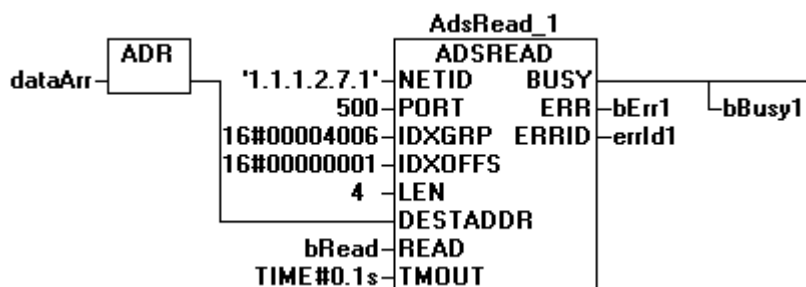 AdsRead_1
ADR
ADSREAD
dataArr
'1.1.1.2.7.1' NETID BUSY
500 PORT ERR bErr1 bBusy1
16#00004006 IDXGRP ERRID errId1
16#00000001 IDXOFFS
4 LEN
DESTADDR
bRead READ
TIME#0.1s TMOUT